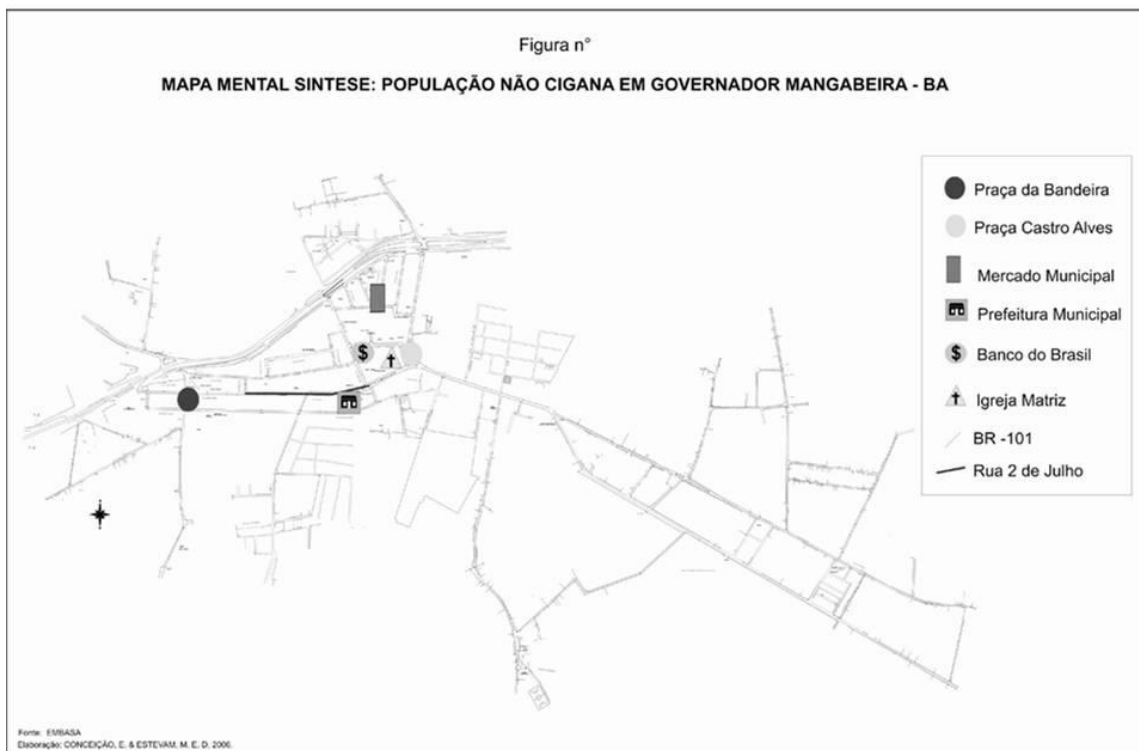 Figura n°
MAPA MENTAL SINTESE: POPULAÇÃO NÃO CIGANA EM GOVERNADOR MANGABEIRA - BA
Praça da Bandeira
Praça Castro Alves
Mercado Municipal
Prefeitura Municipal
$ Banco do Brasil
Igreja Matriz
BR -101
Rua 2 de Julho
$
Fonte: EMBASA
Elaboração: CONCEIÇÃO, E. & ESTEVAM, M. E. D, 2006.